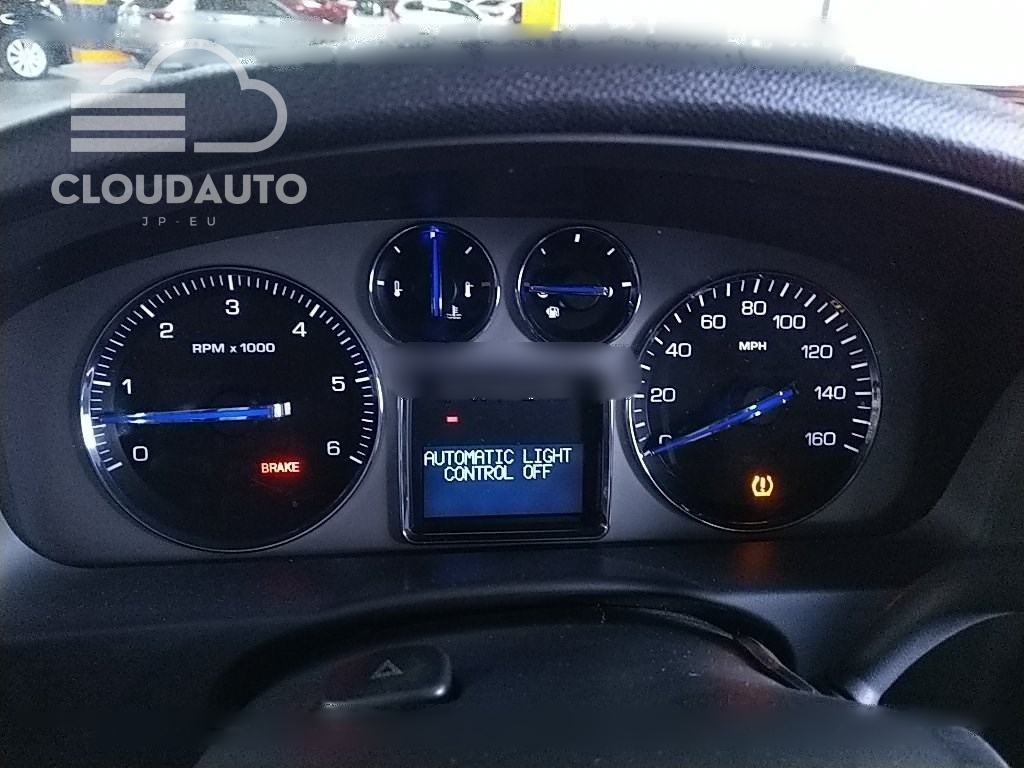 CLOUDAUTO
JP-EU
RPM x 1000
0
1
2
3
4
5
6
BRAKE
AUTOMATIC LIGHT
CONTROL OFF
MPH
0
20
40
60
80
100
120
140
160